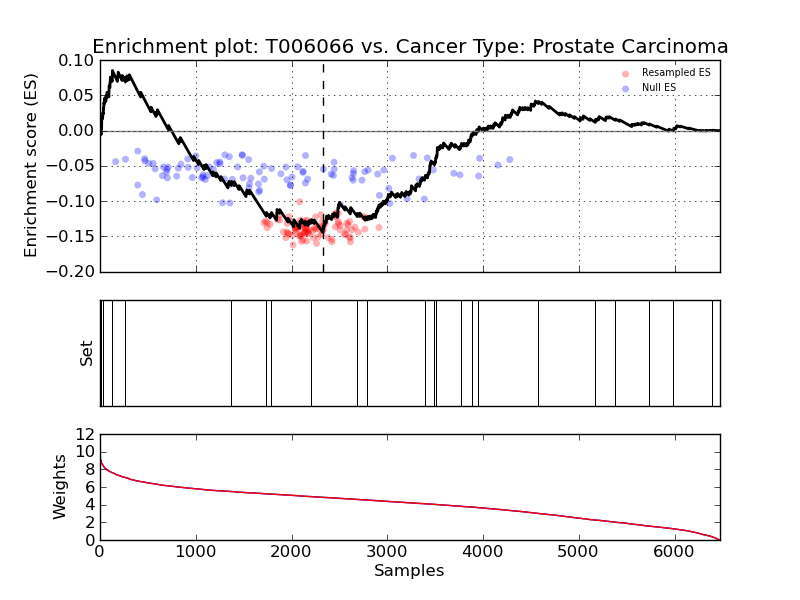 Enrichment plot: T006066 vs. Cancer Type: Prostate Carcinoma
Enrichment score (ES)
0.10
0.05
0.00
−0.05
−0.10
−0.15
−0.20
Resampled ES
Null ES
Set
Weights
12
10
8
6
4
2
0
0 1000 2000 3000 4000 5000 6000
Samples